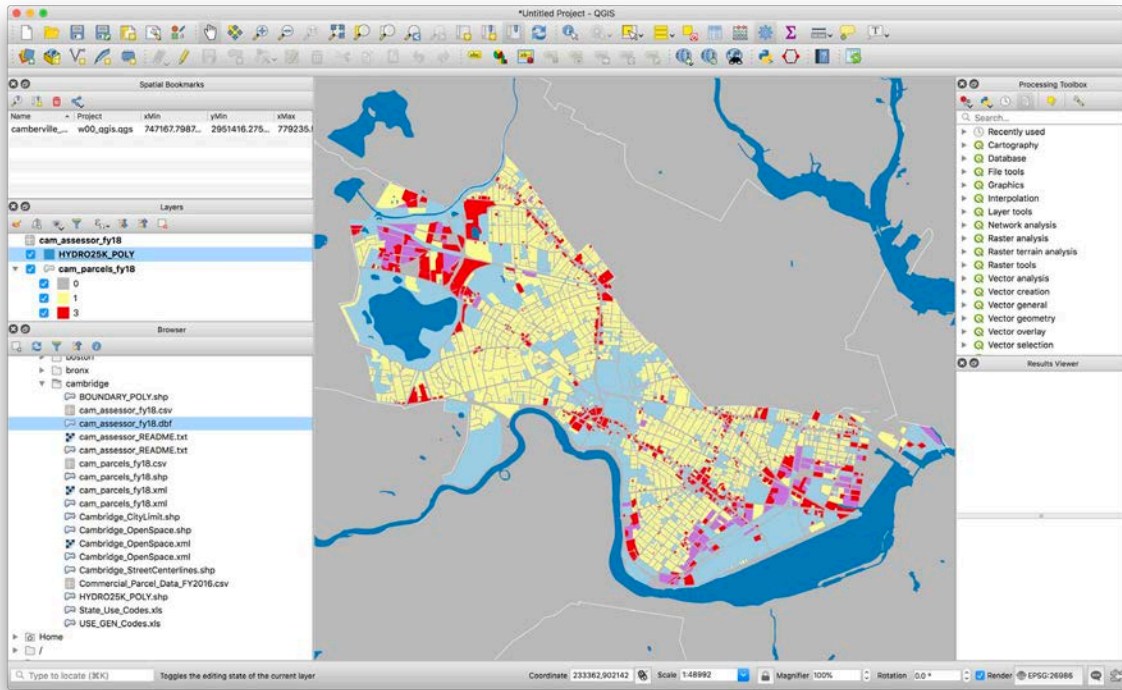 *Untitled Project - QGIS
Spatial Bookmarks
Name Project xMin yMin xMax
camberville_... w00_qgis.qgs 747167.7987... 2951416.275... 779235.
Layers
cam_assessor_fy18
HYDRO25K_POLY
cam_parcels_fy18
0
1
3
Browser
boston
bronx
cambridge
BOUNDARY_POLY.shp
cam_assessor_fy18.csv
cam_assessor_fy18.dbf
cam_assessor_README.txt
cam_assessor_README.txt
cam_parcels_fy18.csv
cam_parcels_fy18.shp
cam_parcels_fy18.xml
cam_parcels_fy18.xml
Cambridge_CityLimit.shp
Cambridge_OpenSpace.shp
Cambridge_OpenSpace.xml
Cambridge_OpenSpace.xml
Cambridge_StreetCenterlines.shp
Commercial_Parcel_Data_FY2016.csv
HYDRO25K_POLY.shp
State_Use_Codes.xls
USE_GEN_Codes.xls
Home
/
Processing Toolbox
Search...
Recently used
Cartography
Database
File tools
Graphics
Interpolation
Layer tools
Network analysis
Raster analysis
Raster terrain analysis
Raster tools
Vector analysis
Vector creation
Vector general
Vector geometry
Vector overlay
Vector selection
Results Viewer
Type to locate (⌘K) Toggles the editing state of the current layer Coordinate 233362,902142 Scale 1:48992 Magnifier 100% Rotation 0.0 ° Render EPSG:26986